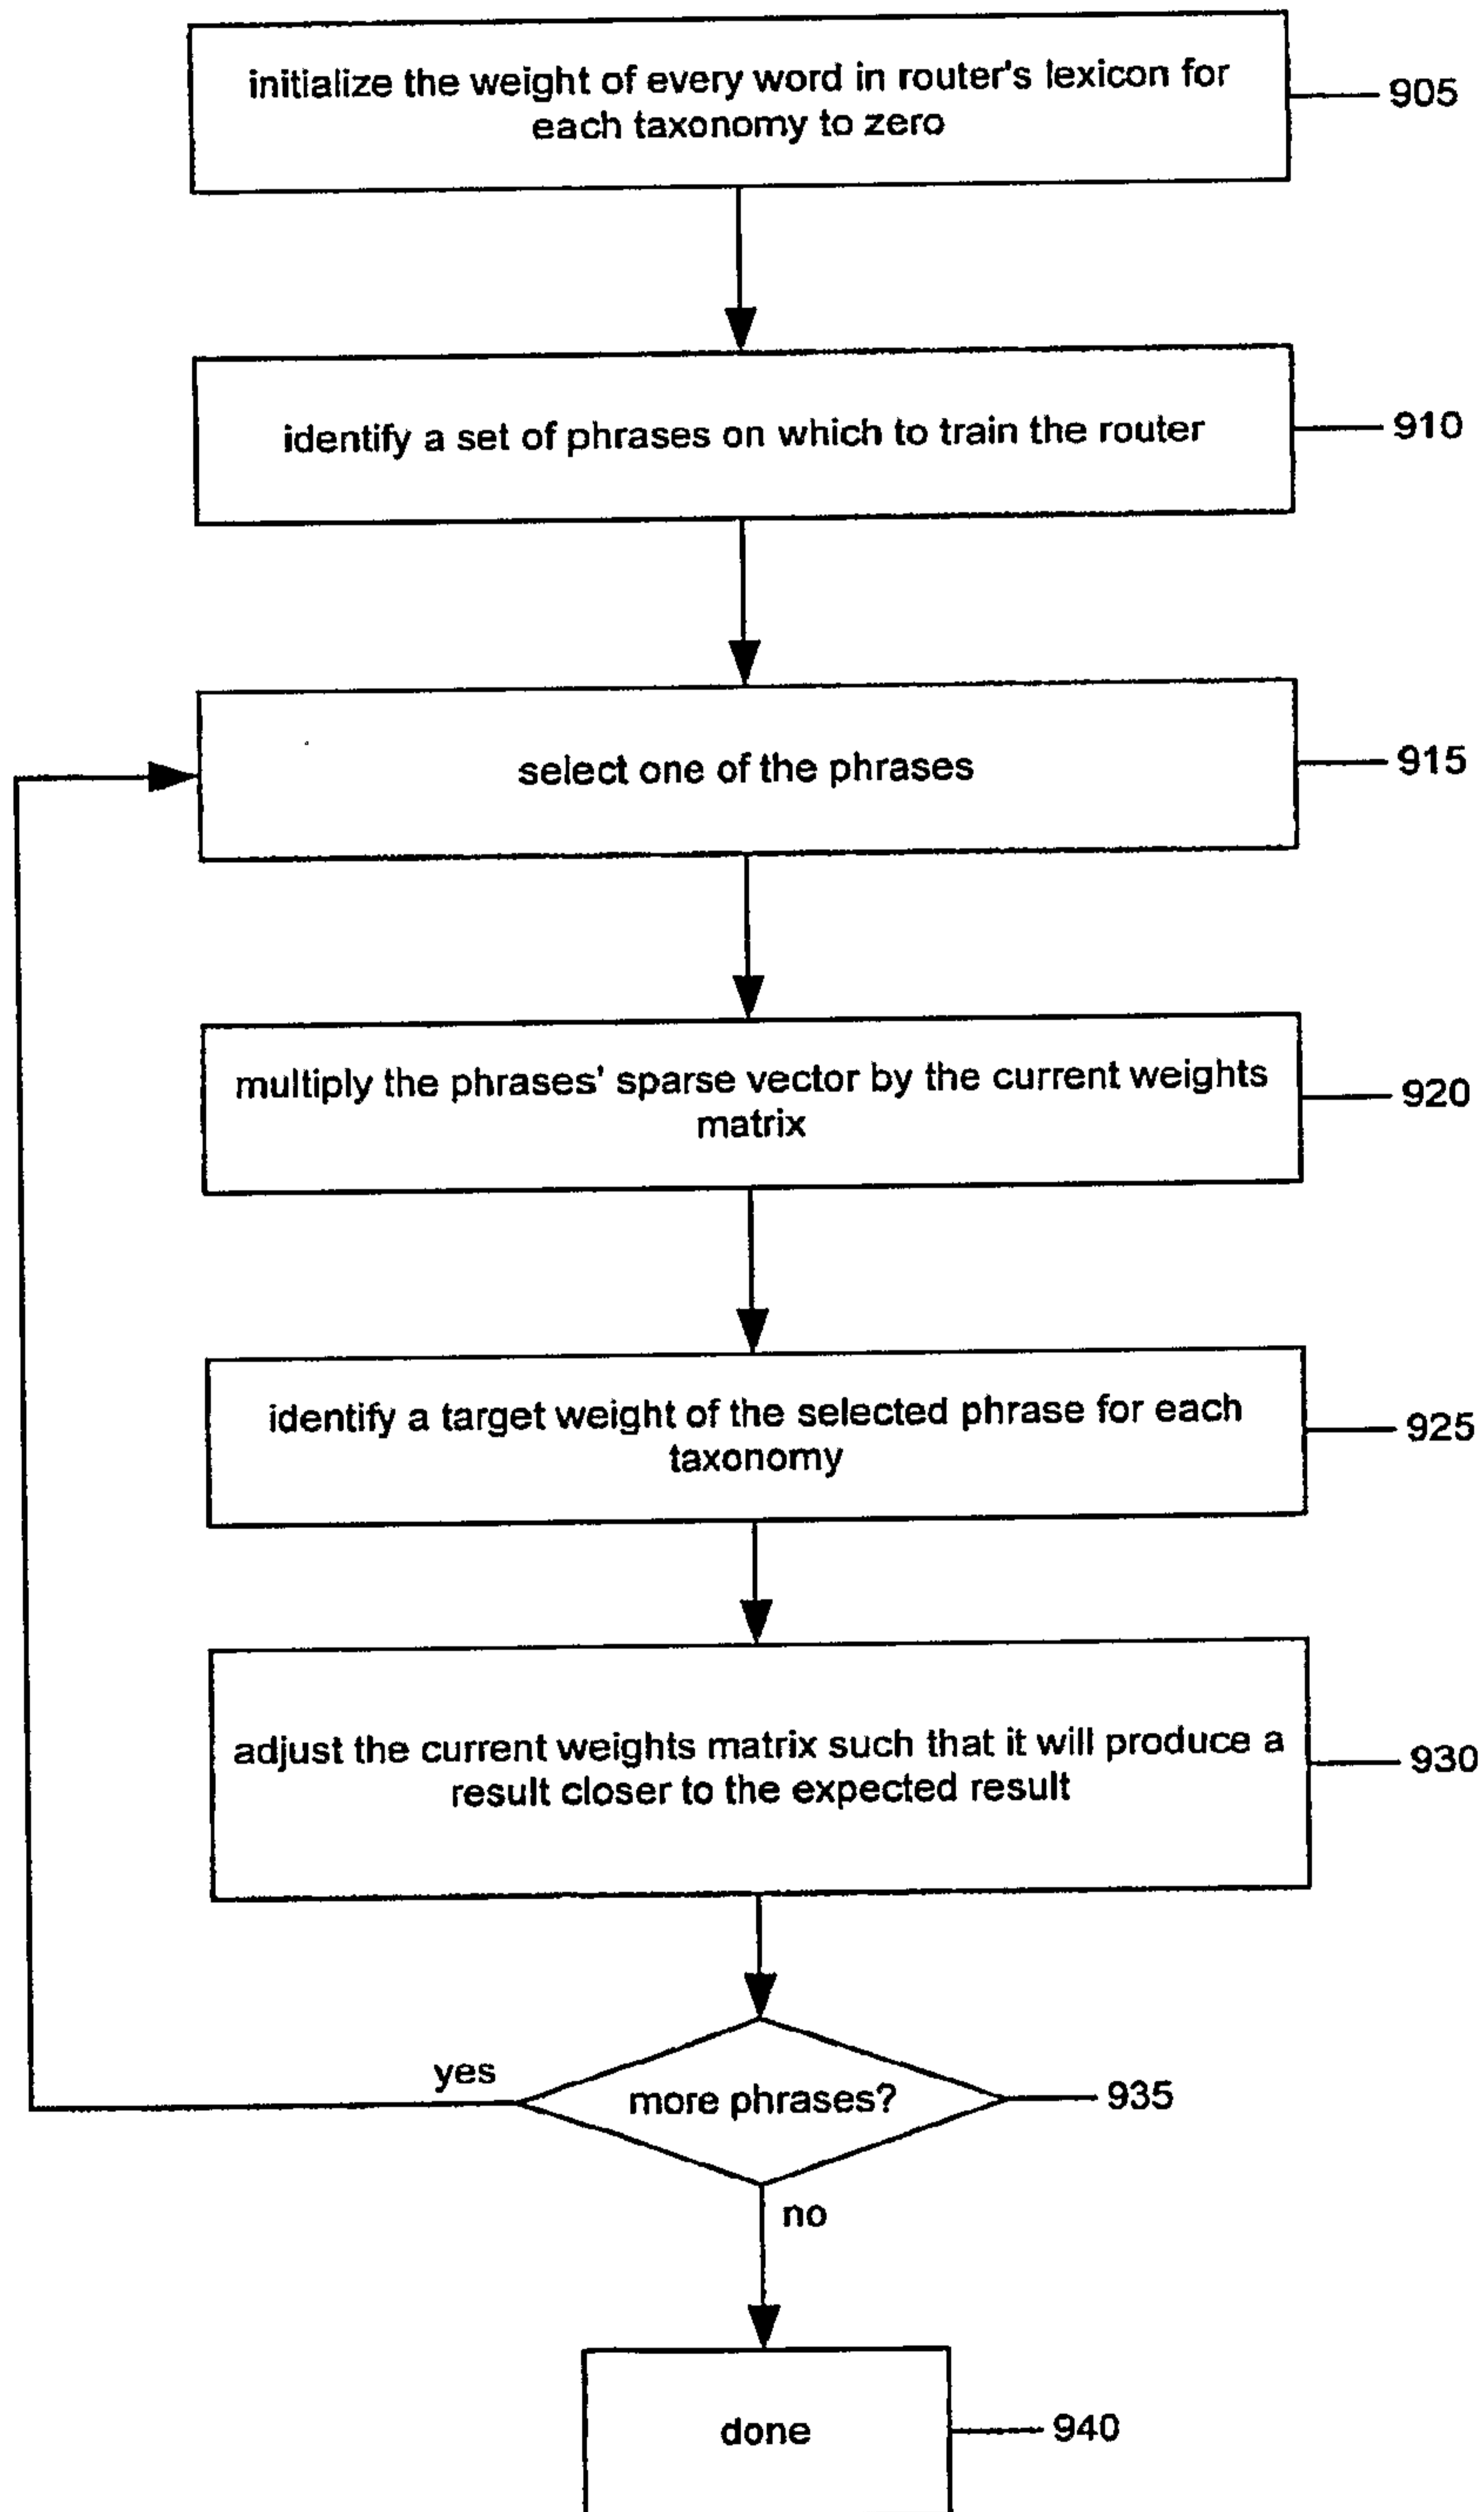 initialize the weight of every word in router's lexicon for
each taxonomy to zero
905
identify a set of phrases on which to train the router
910
select one of the phrases
915
multiply the phrases' sparse vector by the current weights
matrix
920
identify a target weight of the selected phrase for each
taxonomy
925
adjust the current weights matrix such that it will produce a
result closer to the expected result
930
yes
more phrases?
935
no
done
940